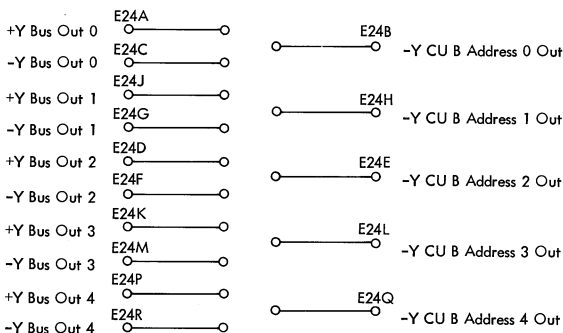 E24A
+Y Bus Out 0
E24B
-Y CU B Address 0 Out
E24C
-Y Bus Out 0
E24J
+Y Bus Out 1
E24H
-Y CU B Address 1 Out
E24G
-Y Bus Out 1
E24D
+Y Bus Out 2
E24E
-Y CU B Address 2 Out
E24F
-Y Bus Out 2
E24K
+Y Bus Out 3
E24L
-Y CU B Address 3 Out
E24M
-Y Bus Out 3
E24P
+Y Bus Out 4
E24Q
-Y CU B Address 4 Out
E24R
-Y Bus Out 4